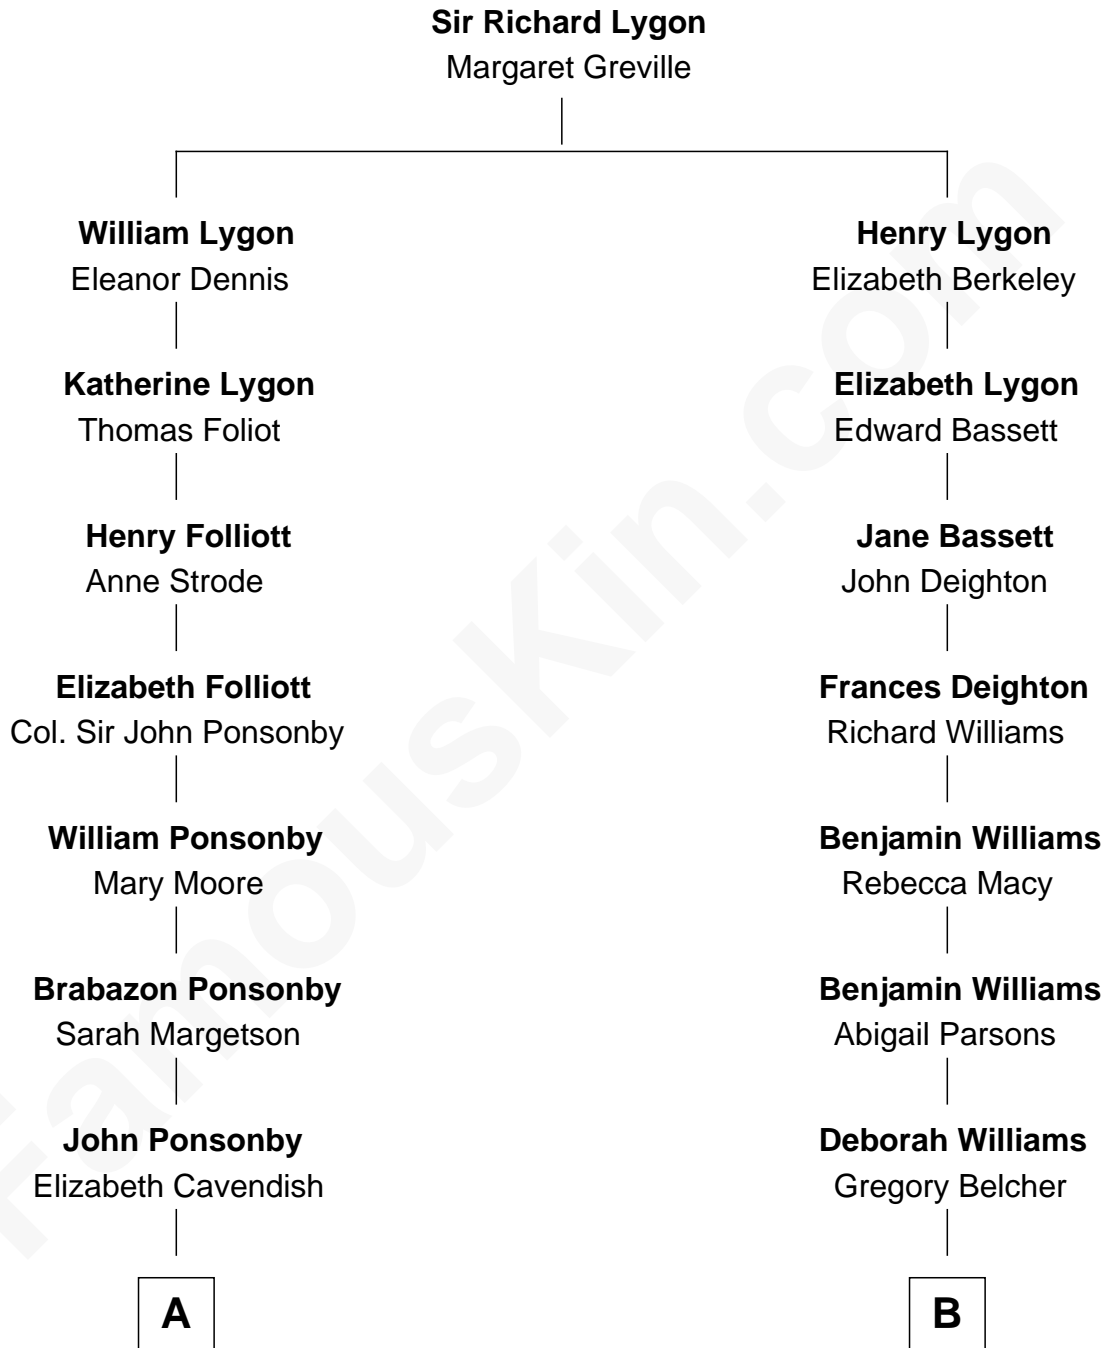 Sir Richard Lygon
Margaret Greville
William Lygon
Eleanor Dennis
Henry Lygon
Elizabeth Berkeley
Katherine Lygon
Thomas Foliot
Elizabeth Lygon
Edward Bassett
Henry Folliott
Anne Strode
Jane Bassett
John Deighton
Elizabeth Folliott
Col. Sir John Ponsonby
Frances Deighton
Richard Williams
William Ponsonby
Mary Moore
Benjamin Williams
Rebecca Macy
Brabazon Ponsonby
Sarah Margetson
Benjamin Williams
Abigail Parsons
John Ponsonby
Elizabeth Cavendish
Deborah Williams
Gregory Belcher
A
B
FamousKin.com